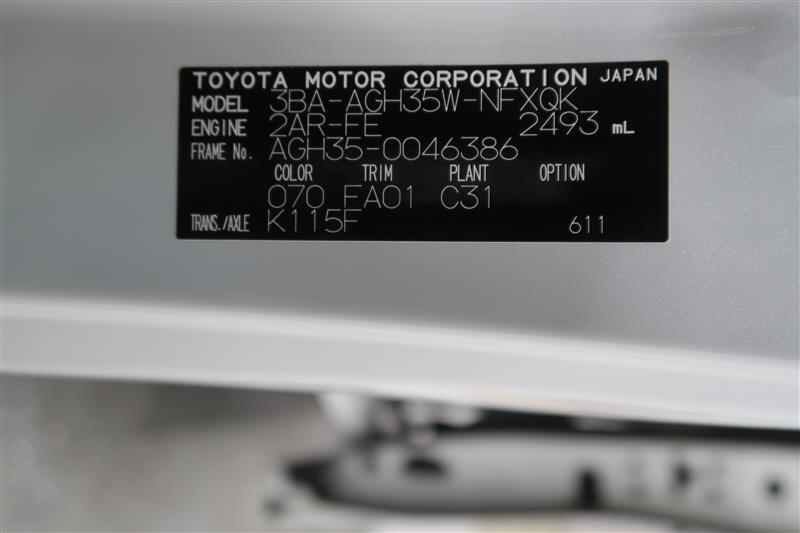 TOYOTA MOTOR CORPORATION JAPAN
MODEL 3BA-AGH35W-NFXQK
ENGINE 2AR-FE 2493 mL
FRAME No. AGH35-0046386
COLOR TRIM PLANT OPTION
070 EA01 C31
TRANS./AXLE K115F 611